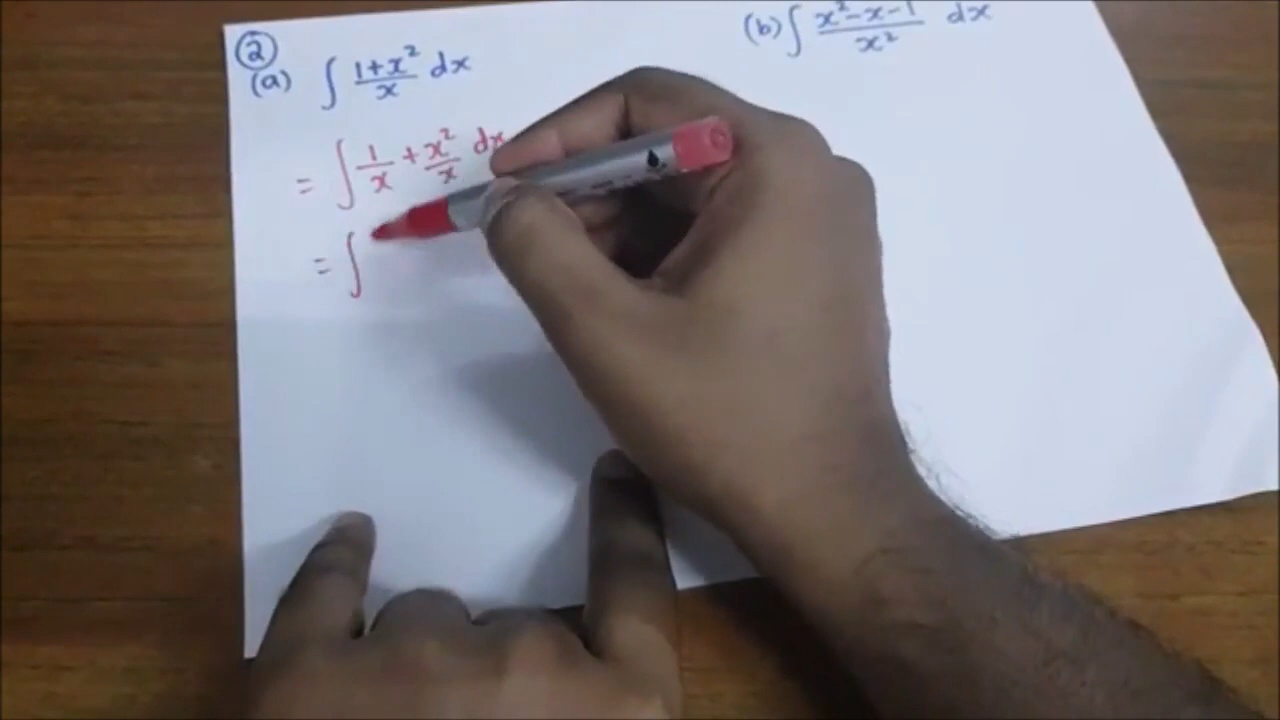 ②
(a) ∫ (1+x²)/x dx
= ∫ 1/x + x²/x dx
= ∫
(b) ∫ (x²-x-1)/x² dx